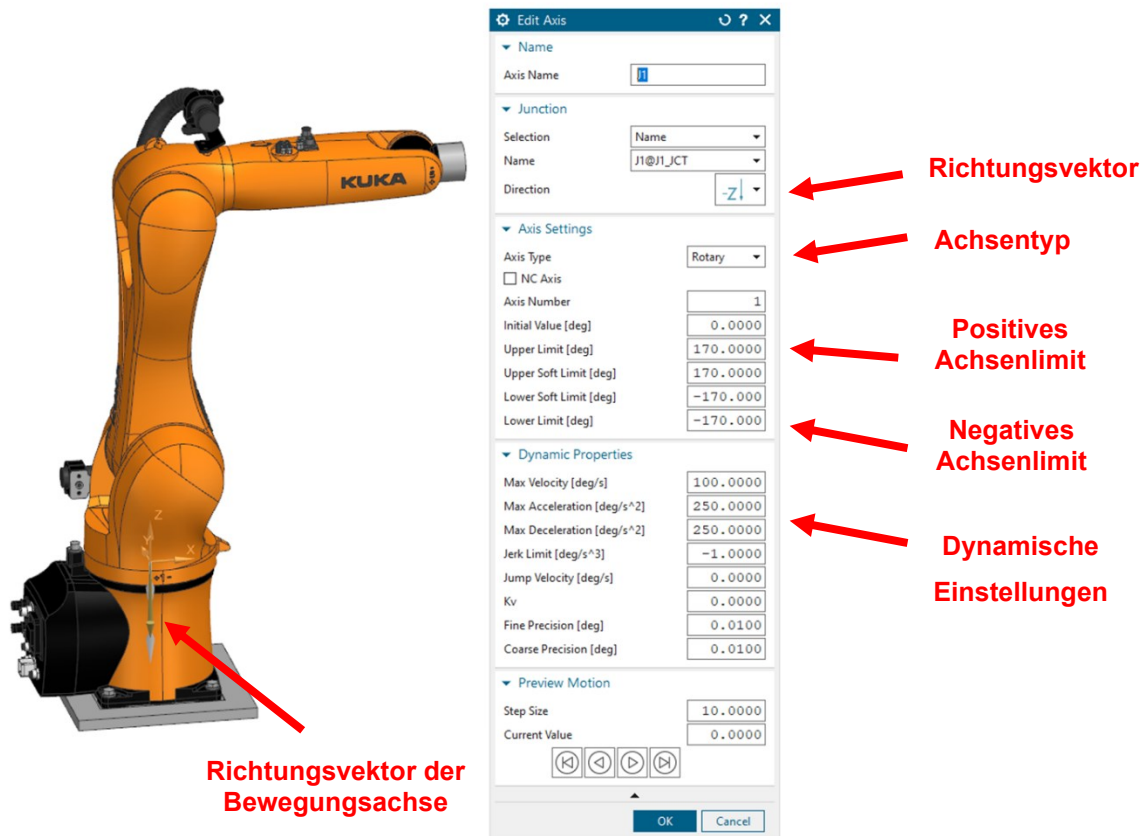 Edit Axis
Name
Axis Name J1
Junction
Selection Name
Name J1@J1_JCT
Direction -Z
Axis Settings
Axis Type Rotary
NC Axis
Axis Number 1
Initial Value [deg] 0.0000
Upper Limit [deg] 170.0000
Upper Soft Limit [deg] 170.0000
Lower Soft Limit [deg] -170.000
Lower Limit [deg] -170.000
Dynamic Properties
Max Velocity [deg/s] 100.0000
Max Acceleration [deg/s^2] 250.0000
Max Deceleration [deg/s^2] 250.0000
Jerk Limit [deg/s^3] -1.0000
Jump Velocity [deg/s] 0.0000
Kv 0.0000
Fine Precision [deg] 0.0100
Coarse Precision [deg] 0.0100
Preview Motion
Step Size 10.0000
Current Value 0.0000
OK Cancel
KUKA
Z
Y
X
Richtungsvektor
Achsentyp
Positives
Achsenlimit
Negatives
Achsenlimit
Dynamische
Einstellungen
Richtungsvektor der
Bewegungsachse